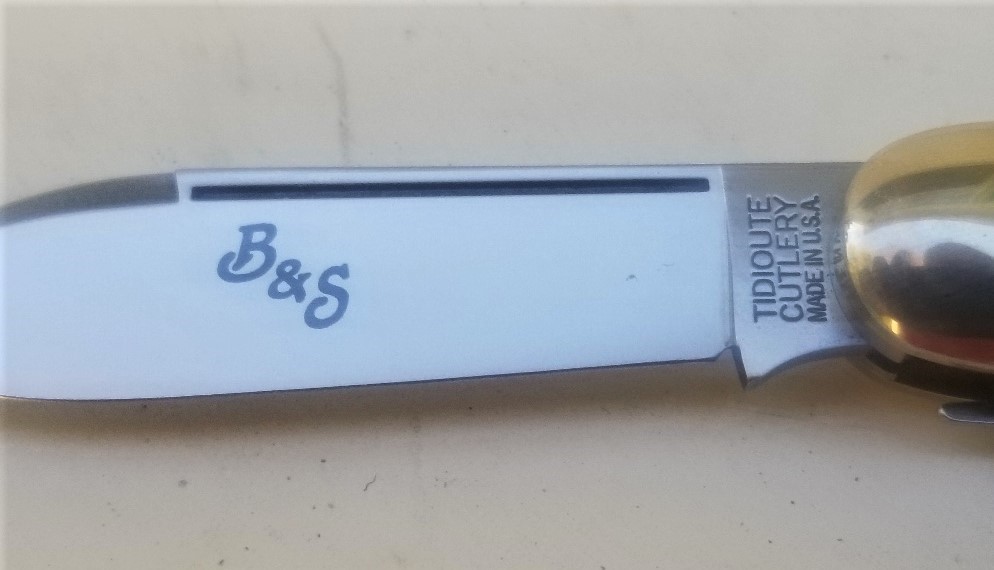 B&S
TIDIOUTE
CUTLERY
MADE IN U.S.A.